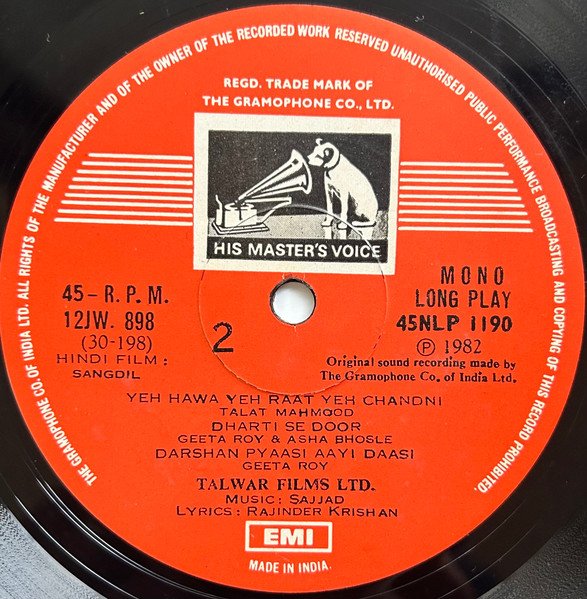 THE GRAMOPHONE CO. OF INDIA LTD. ALL RIGHTS OF THE MANUFACTURER AND OF THE OWNER OF THE RECORDED WORK RESERVED UNAUTHORISED PUBLIC PERFORMANCE BROADCASTING AND COPYING OF THIS RECORD PROHIBITED.
REGD. TRADE MARK OF
THE GRAMOPHONE CO., LTD.
HIS MASTER'S VOICE
45 - R. P. M.
12JW. 898
(30-198)
HINDI FILM :
SANGDIL
2
MONO
LONG PLAY
45NLP 1190
Ⓟ 1982
Original sound recording made by
The Gramophone Co. of India Ltd.
YEH HAWA YEH RAAT YEH CHANDNI
TALAT MAHMOOD
DHARTI SE DOOR
GEETA ROY & ASHA BHOSLE
DARSHAN PYAASI AAYI DAASI
GEETA ROY
TALWAR FILMS LTD.
MUSIC: SAJJAD
LYRICS: RAJINDER KRISHAN
EMI
MADE IN INDIA.